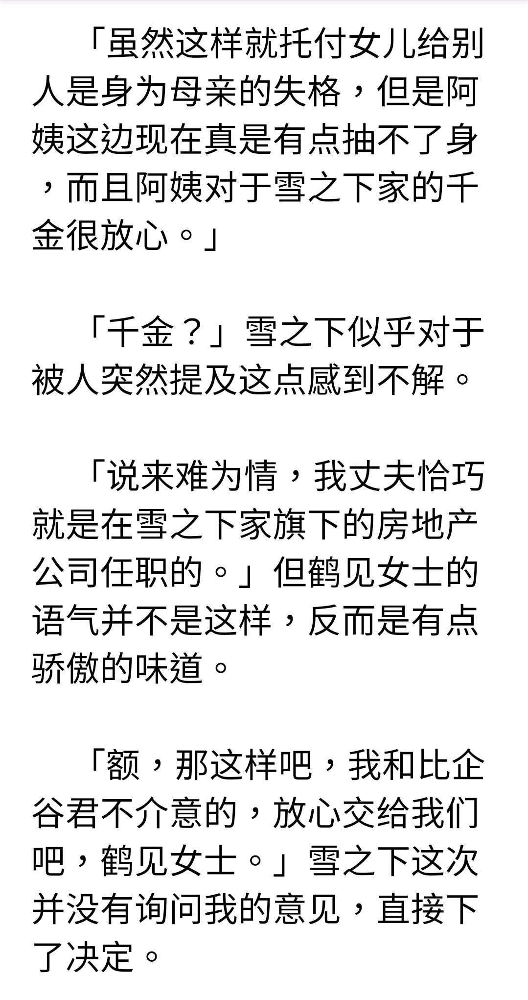 「虽然这样就托付女儿给别
人是身为母亲的失格，但是阿
姨这边现在真是有点抽不了身
，而且阿姨对于雪之下家的千
金很放心。」
「千金？」雪之下似乎对于
被人突然提及这点感到不解。
「说来难为情，我丈夫恰巧
就是在雪之下家旗下的房地产
公司任职的。」但鹤见女士的
语气并不是这样，反而是有点
骄傲的味道。
「额，那这样吧，我和比企
谷君不介意的，放心交给我们
吧，鹤见女士。」雪之下这次
并没有询问我的意见，直接下
了决定。